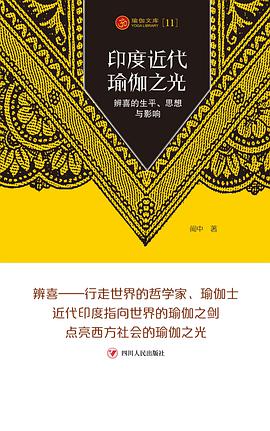 瑜伽文库
YOGA LIBRARY
[11]
印度近代
瑜伽之光
辨喜的生平、思想
与影响
闻中 著
辨喜——行走世界的哲学家、瑜伽士
近代印度指向世界的瑜伽之剑
点亮西方社会的瑜伽之光
四川人民出版社